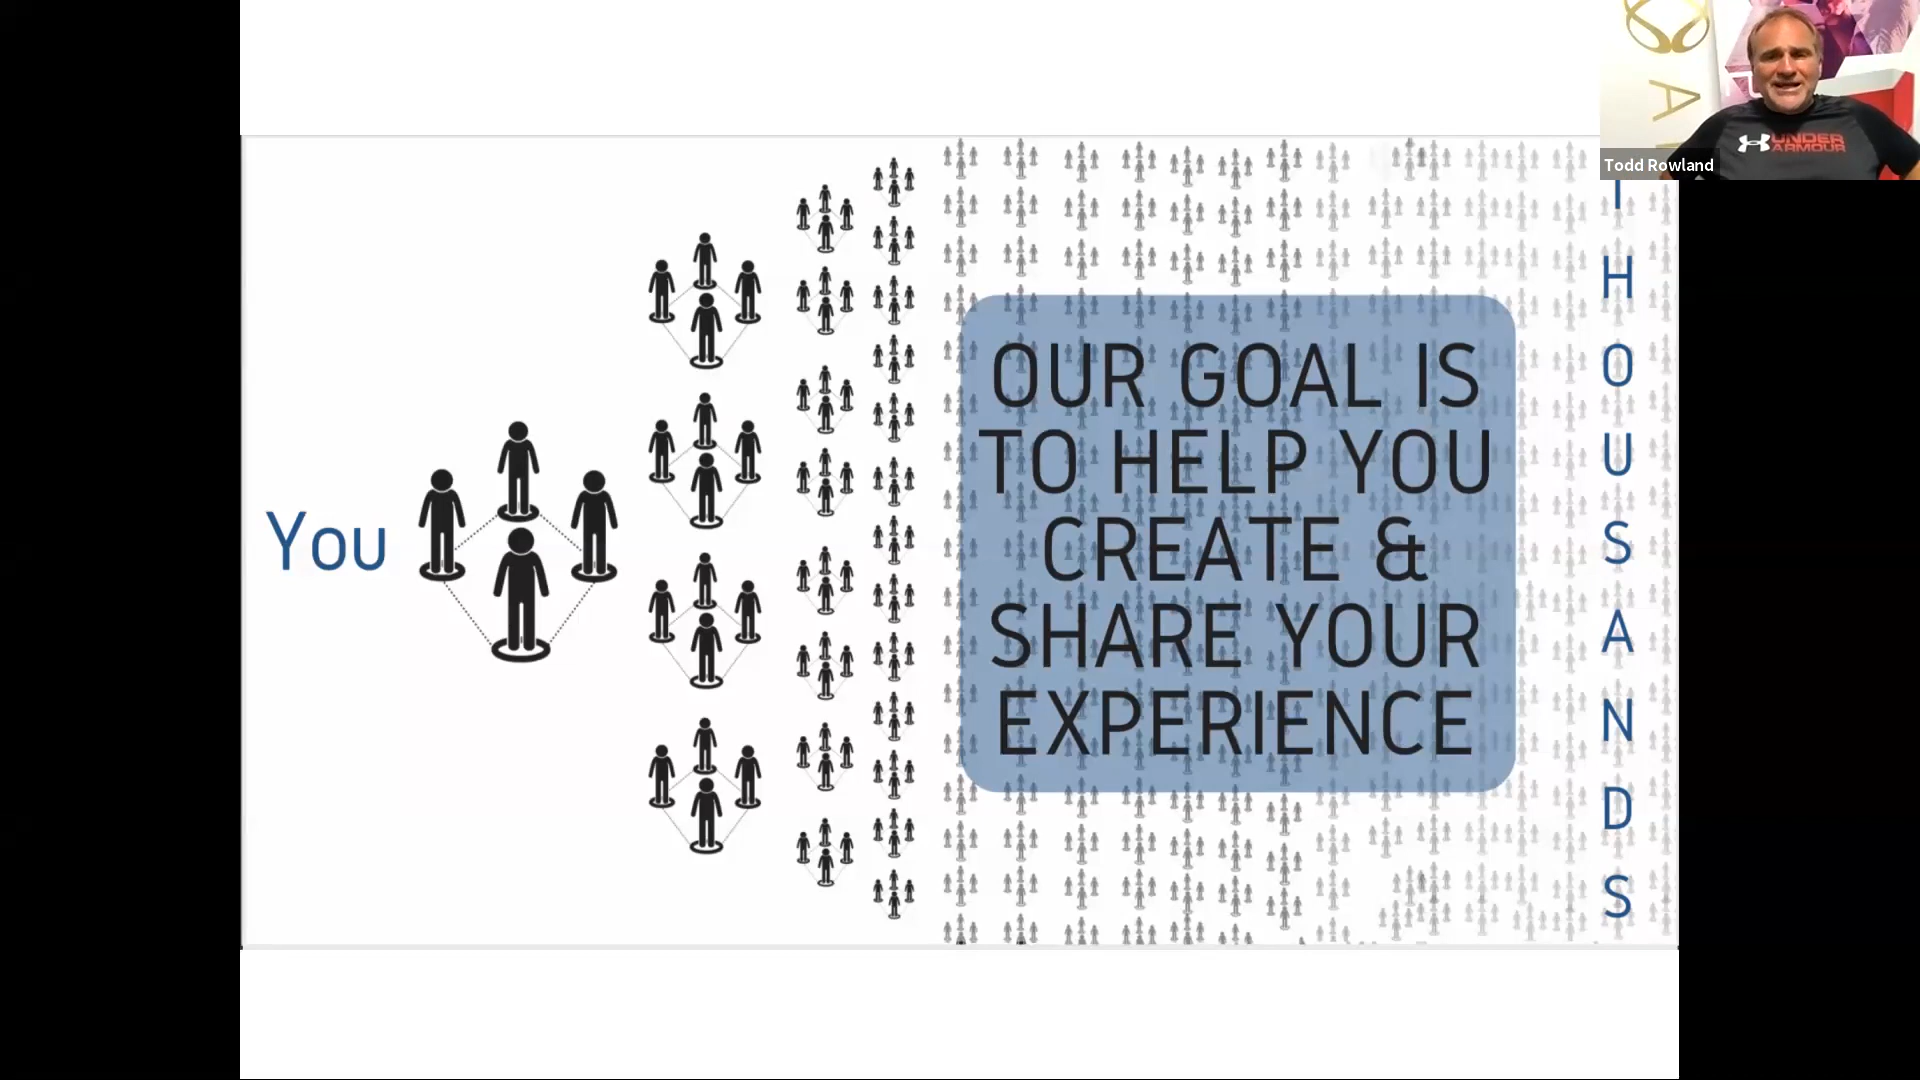 You
OUR GOAL IS
TO HELP YOU
CREATE &
SHARE YOUR
EXPERIENCE
T
H
O
U
S
A
N
D
S
A
UNDER
ARMOUR
Todd Rowland